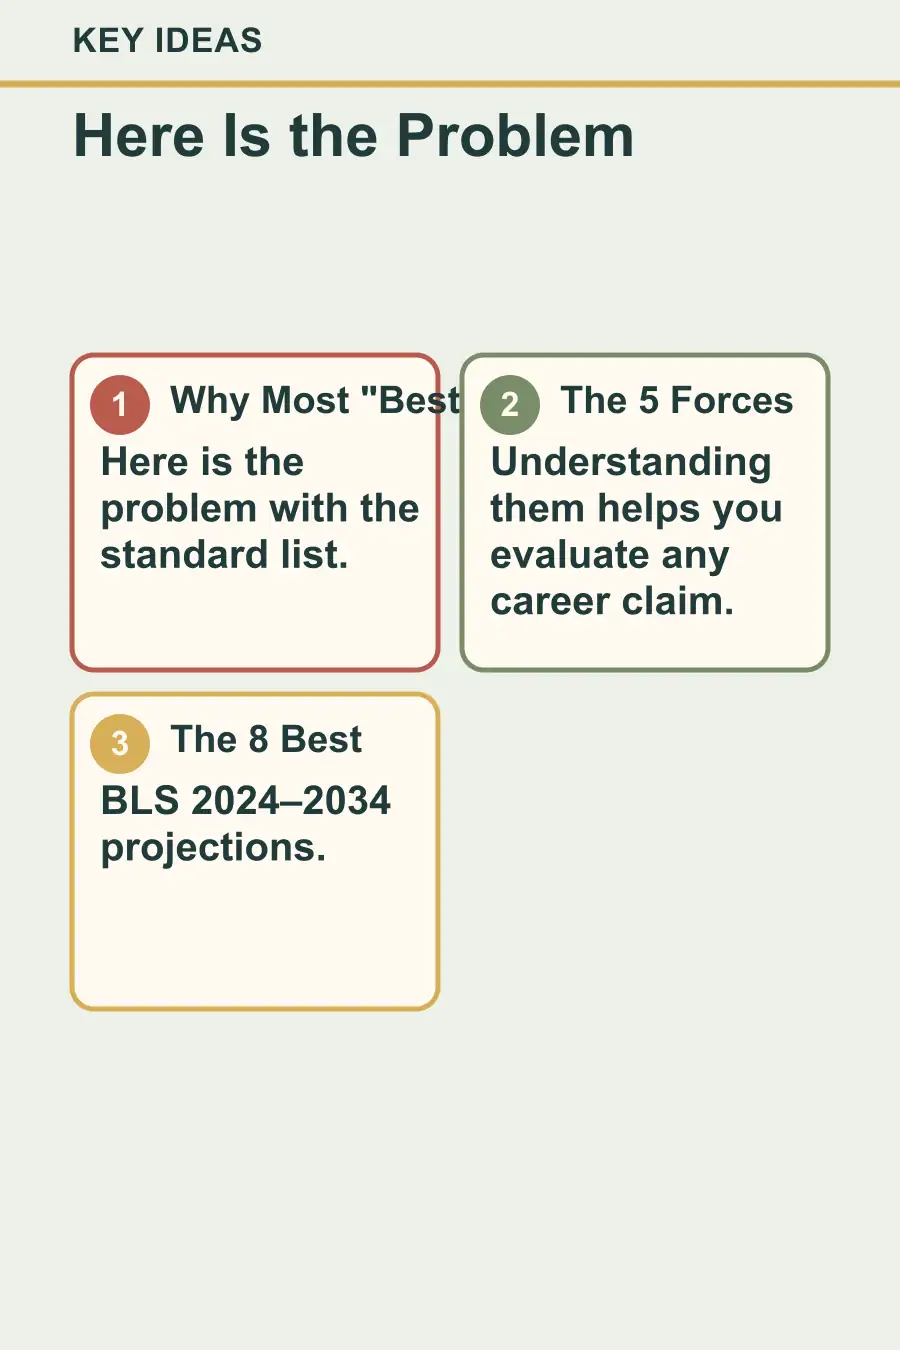 KEY IDEAS
Here Is the Problem
1
Why Most "Best
Here is the
problem with the
standard list.
2
The 5 Forces
Understanding
them helps you
evaluate any
career claim.
3
The 8 Best
BLS 2024–2034
projections.